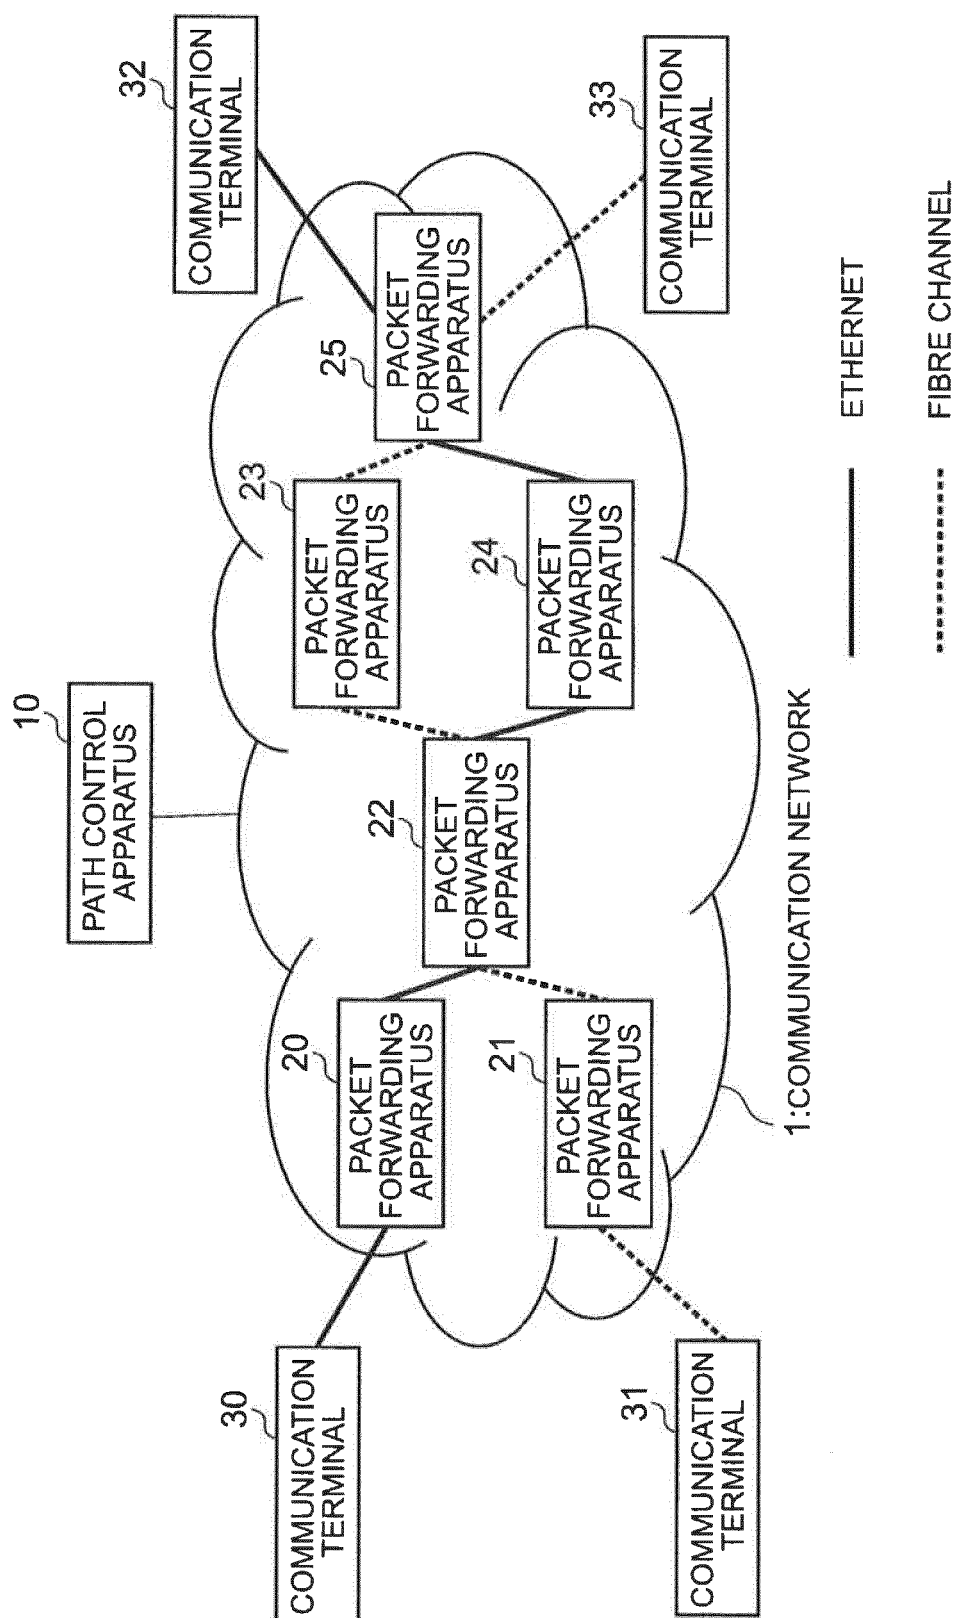 10
PATH CONTROL
APPARATUS
30
COMMUNICATION
TERMINAL
20
PACKET
FORWARDING
APPARATUS
22
PACKET
FORWARDING
APPARATUS
23
PACKET
FORWARDING
APPARATUS
25
PACKET
FORWARDING
APPARATUS
32
COMMUNICATION
TERMINAL
31
COMMUNICATION
TERMINAL
21
PACKET
FORWARDING
APPARATUS
24
PACKET
FORWARDING
APPARATUS
33
COMMUNICATION
TERMINAL
1:COMMUNICATION NETWORK
ETHERNET
FIBRE CHANNEL